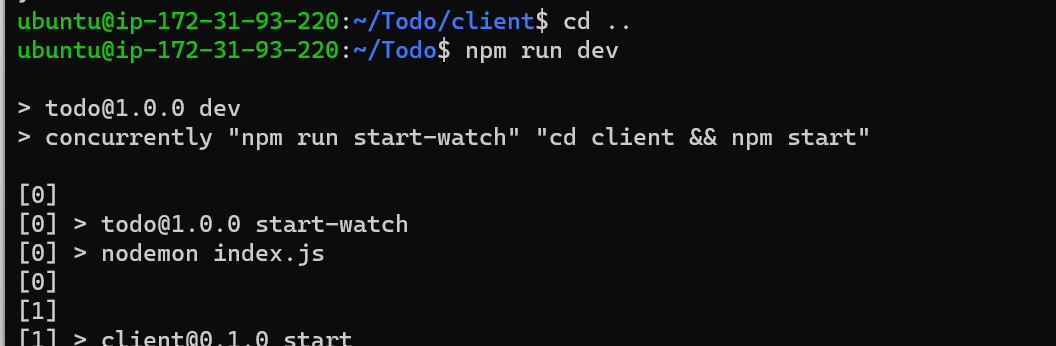 ubuntu@ip-172-31-93-220:~/Todo/client$ cd ..
ubuntu@ip-172-31-93-220:~/Todo$ npm run dev
> todo@1.0.0 dev
> concurrently "npm run start-watch" "cd client && npm start"
[0]
[0] > todo@1.0.0 start-watch
[0] > nodemon index.js
[0]
[1]
[1] > client@0.1.0 start